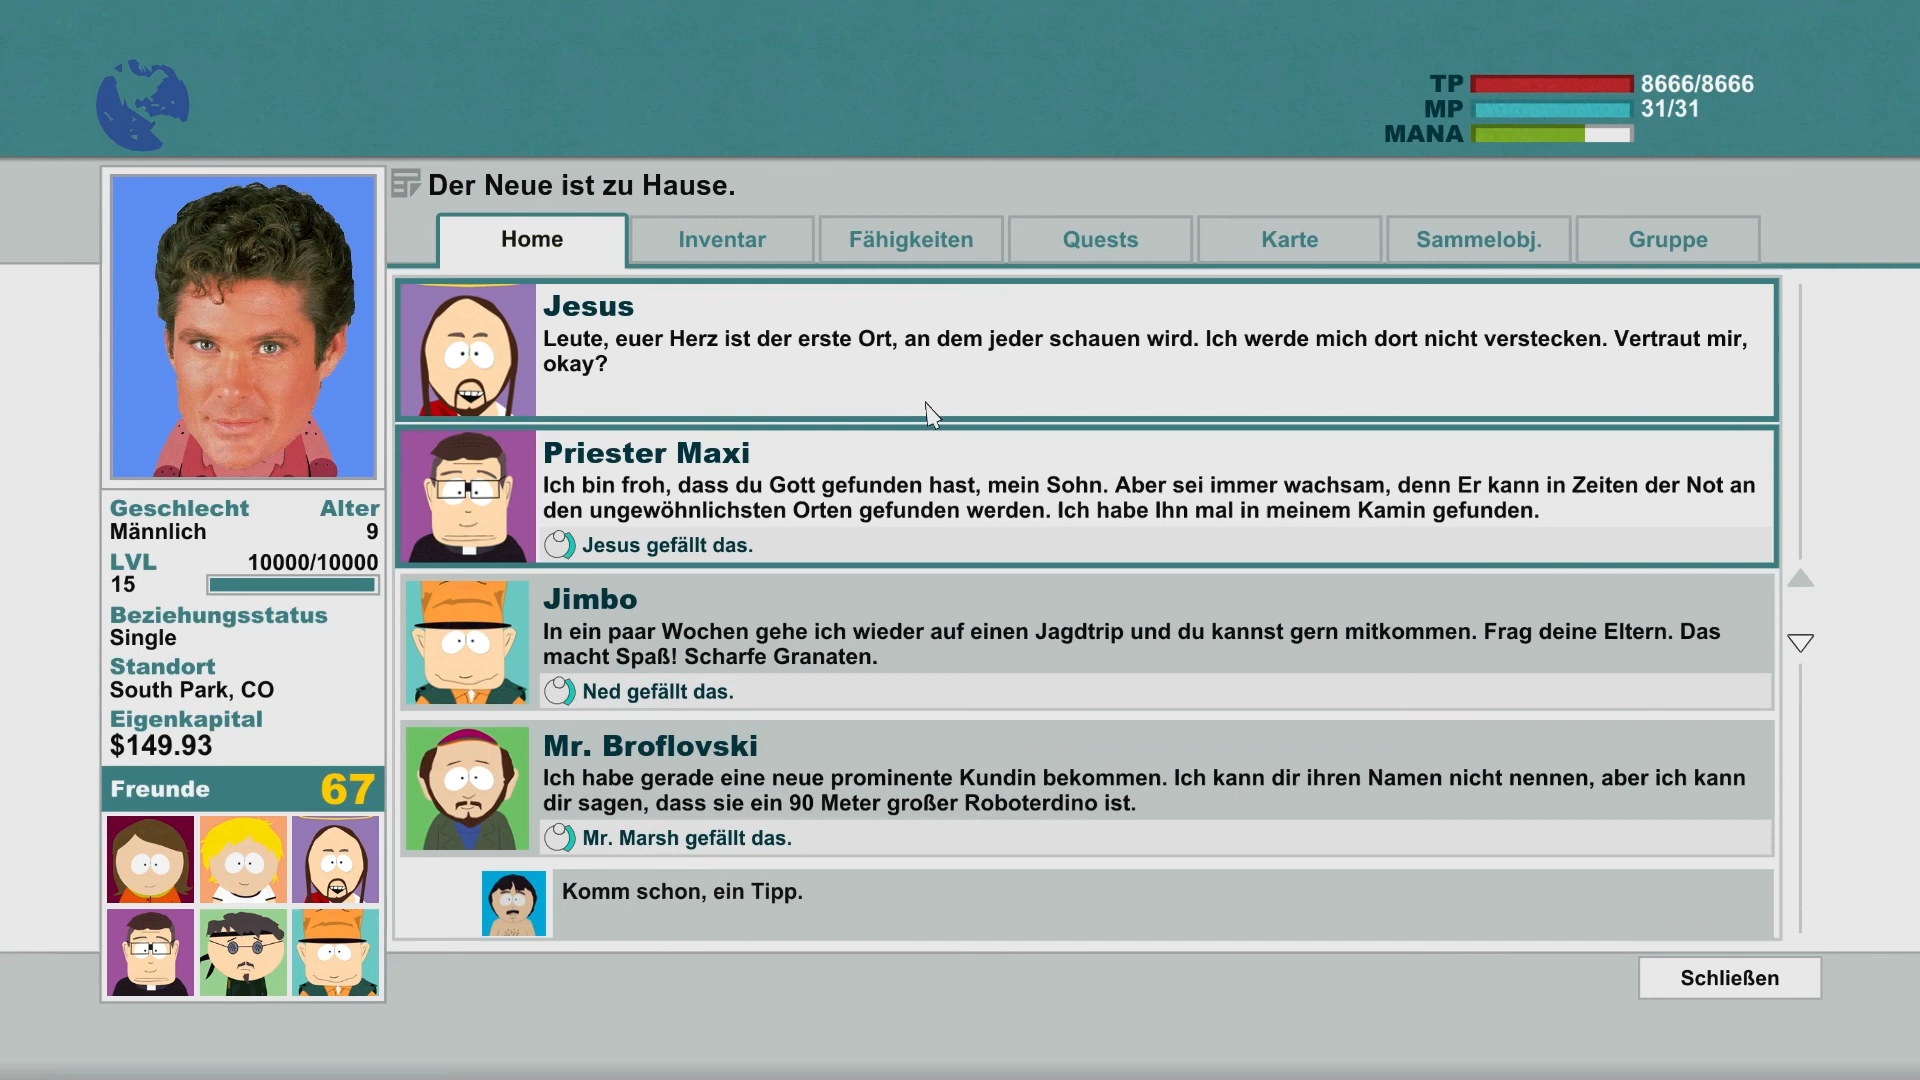 TP 8666/8666
MP 31/31
MANA
Der Neue ist zu Hause.
Home Inventar Fähigkeiten Quests Karte Sammelobj. Gruppe
Geschlecht Alter
Männlich 9
LVL 10000/10000
15
Beziehungsstatus
Single
Standort
South Park, CO
Eigenkapital
$149.93
Freunde 67
Jesus
Leute, euer Herz ist der erste Ort, an dem jeder schauen wird. Ich werde mich dort nicht verstecken. Vertraut mir,
okay?
Priester Maxi
Ich bin froh, dass du Gott gefunden hast, mein Sohn. Aber sei immer wachsam, denn Er kann in Zeiten der Not an
den ungewöhnlichsten Orten gefunden werden. Ich habe Ihn mal in meinem Kamin gefunden.
Jesus gefällt das.
Jimbo
In ein paar Wochen gehe ich wieder auf einen Jagdtrip und du kannst gern mitkommen. Frag deine Eltern. Das
macht Spaß! Scharfe Granaten.
Ned gefällt das.
Mr. Broflovski
Ich habe gerade eine neue prominente Kundin bekommen. Ich kann dir ihren Namen nicht nennen, aber ich kann
dir sagen, dass sie ein 90 Meter großer Roboterdino ist.
Mr. Marsh gefällt das.
Komm schon, ein Tipp.
Schließen